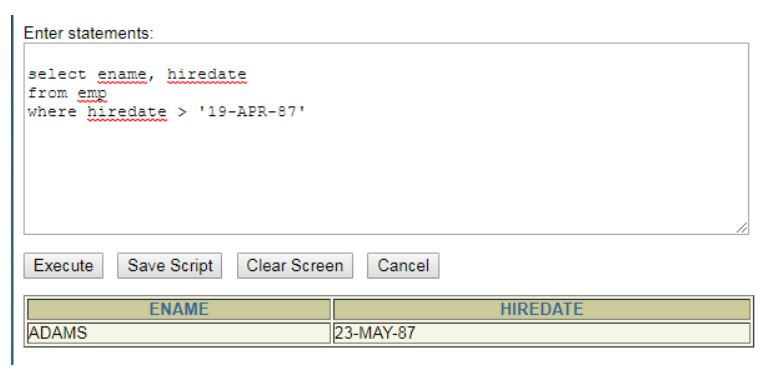 Enter statements:
select ename, hiredate
from emp
where hiredate > '19-APR-87'
Execute Save Script Clear Screen Cancel
ENAME HIREDATE
ADAMS 23-MAY-87